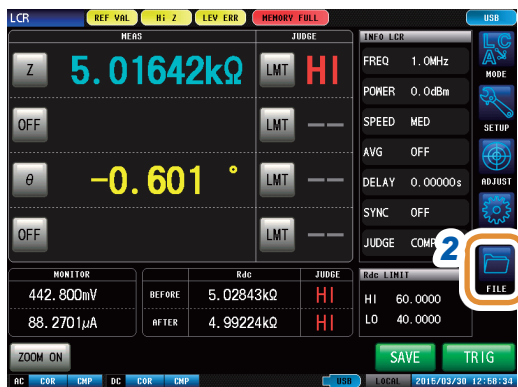 LCR REF VAL Hi Z LEV ERR MEMORY FULL USB
MEAS JUDGE INFO LCR
Z 5.01642kΩ LMT HI
OFF LMT --
θ -0.601 ° LMT --
OFF LMT --
FREQ 1.0MHz
POWER 0.0dBm
SPEED MED
AVG OFF
DELAY 0.00000s
SYNC OFF
JUDGE COMP
LC
MODE
SETUP
ADJUST
2
FILE
MONITOR Rdc JUDGE Rdc LIMIT
442.800mV BEFORE 5.02843kΩ HI HI 60.0000
88.2701µA AFTER 4.99224kΩ HI LO 40.0000
ZOOM ON SAVE TRIG
AC COR CMP DC COR CMP USB LOCAL 2016/03/30 12:58:34